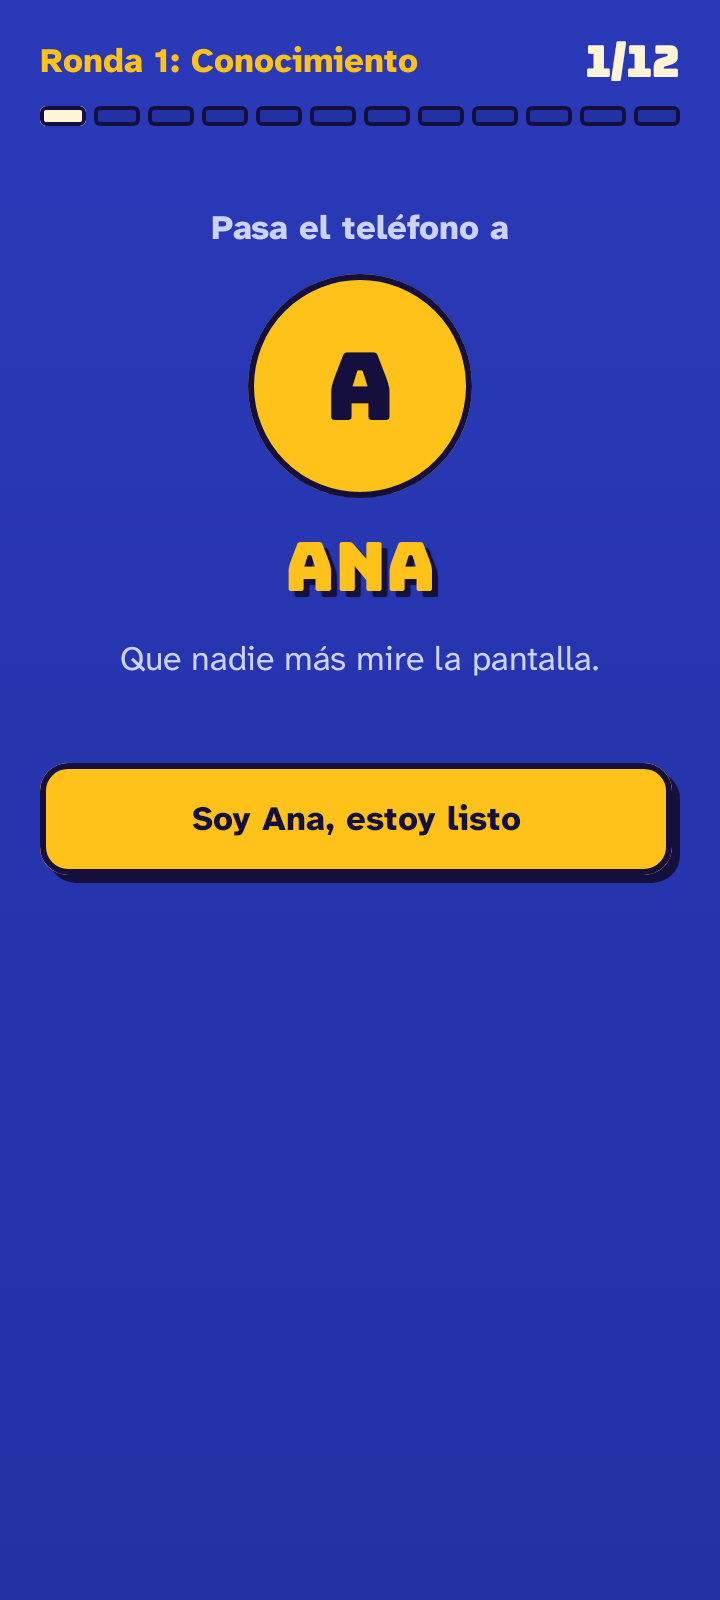 Ronda 1: Conocimiento
1/12
Pasa el teléfono a
A
ANA
Que nadie más mire la pantalla.
Soy Ana, estoy listo